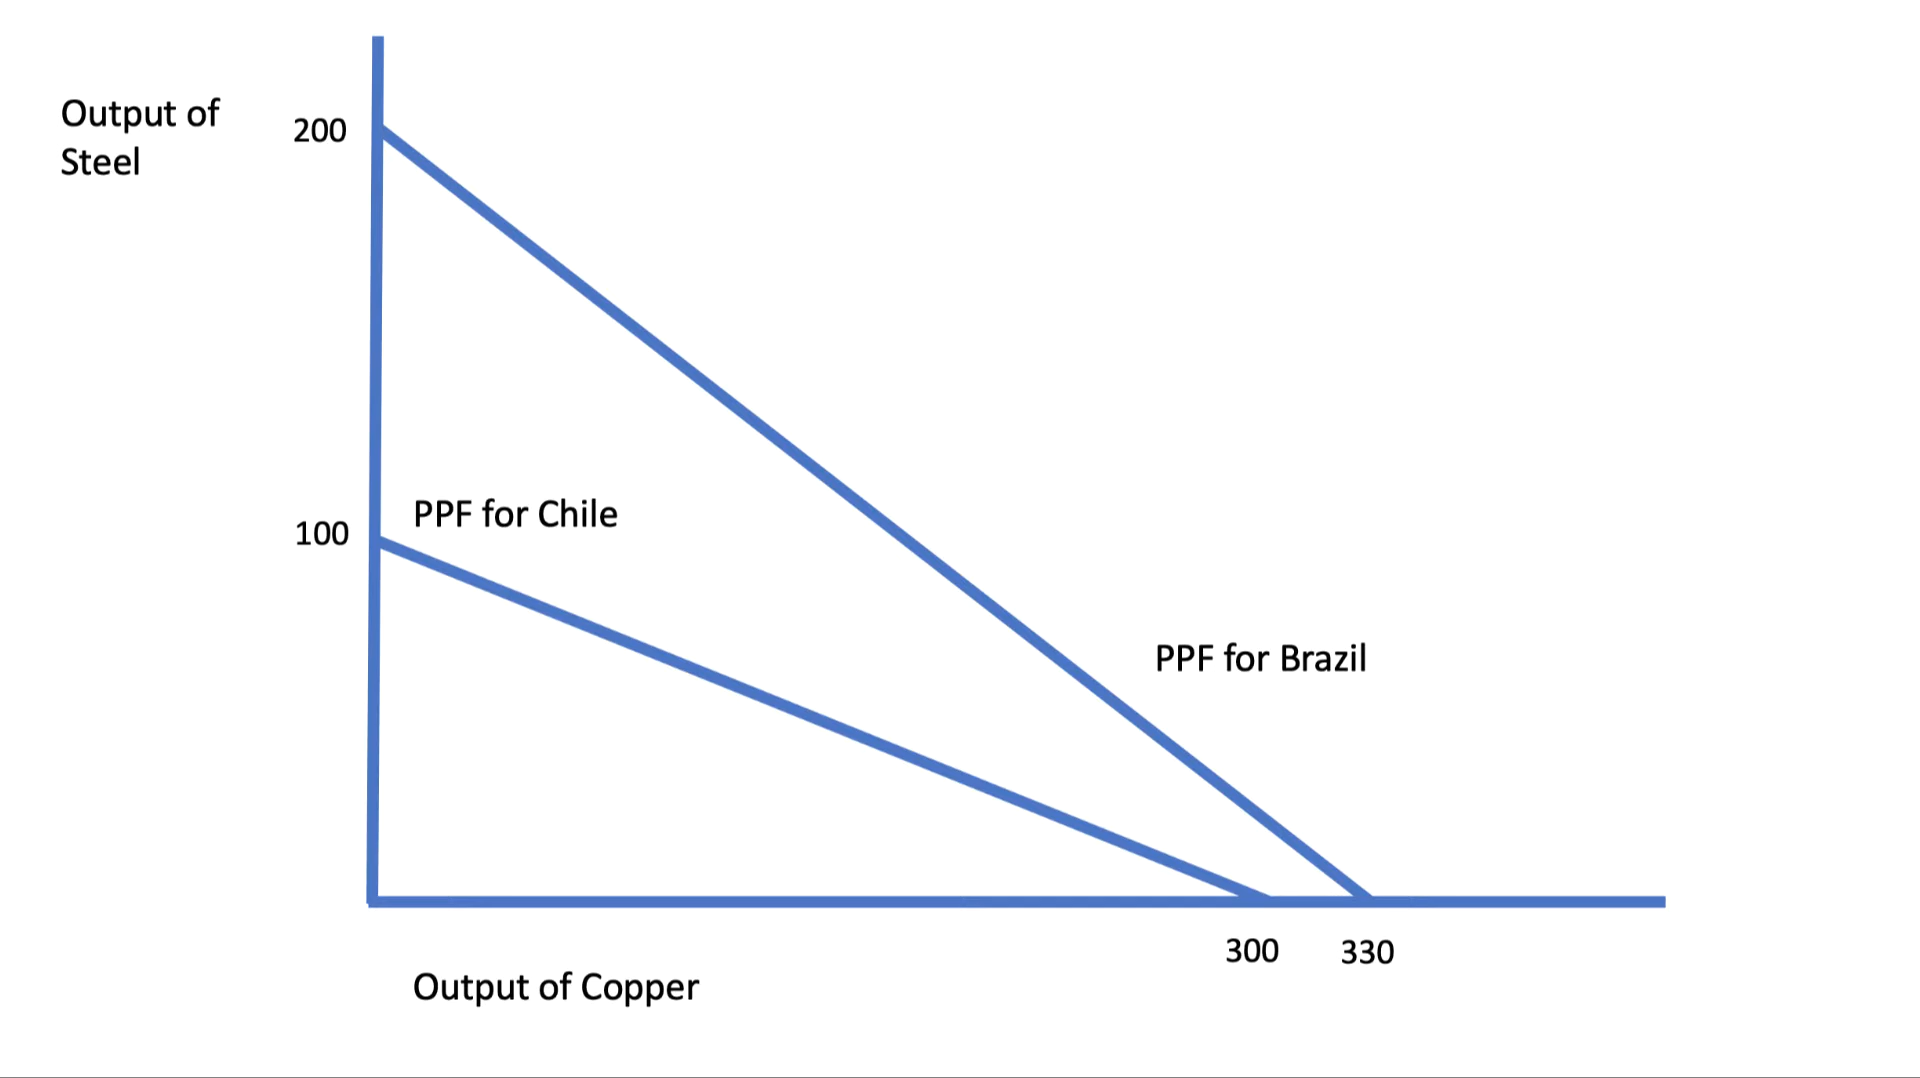 Output of
Steel
200
PPF for Chile
100
PPF for Brazil
300
330
Output of Copper